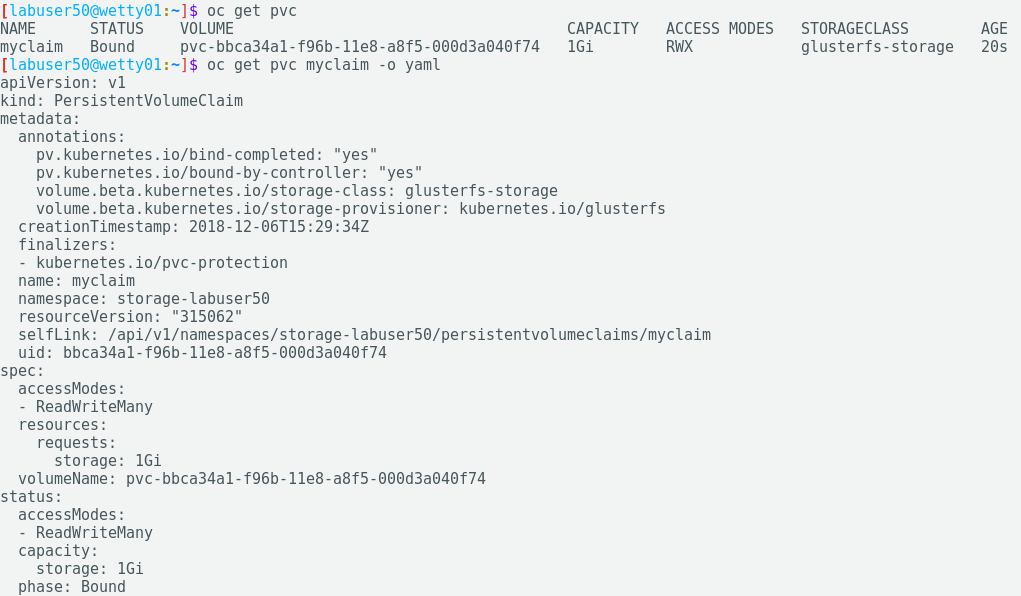 [labuser50@wetty01:~]$ oc get pvc
NAME      STATUS    VOLUME                                     CAPACITY   ACCESS MODES   STORAGECLASS        AGE
myclaim   Bound     pvc-bbca34a1-f96b-11e8-a8f5-000d3a040f74   1Gi        RWX            glusterfs-storage   20s
[labuser50@wetty01:~]$ oc get pvc myclaim -o yaml
apiVersion: v1
kind: PersistentVolumeClaim
metadata:
  annotations:
    pv.kubernetes.io/bind-completed: "yes"
    pv.kubernetes.io/bound-by-controller: "yes"
    volume.beta.kubernetes.io/storage-class: glusterfs-storage
    volume.beta.kubernetes.io/storage-provisioner: kubernetes.io/glusterfs
  creationTimestamp: 2018-12-06T15:29:34Z
  finalizers:
  - kubernetes.io/pvc-protection
  name: myclaim
  namespace: storage-labuser50
  resourceVersion: "315062"
  selfLink: /api/v1/namespaces/storage-labuser50/persistentvolumeclaims/myclaim
  uid: bbca34a1-f96b-11e8-a8f5-000d3a040f74
spec:
  accessModes:
  - ReadWriteMany
  resources:
    requests:
      storage: 1Gi
  volumeName: pvc-bbca34a1-f96b-11e8-a8f5-000d3a040f74
status:
  accessModes:
  - ReadWriteMany
  capacity:
    storage: 1Gi
  phase: Bound